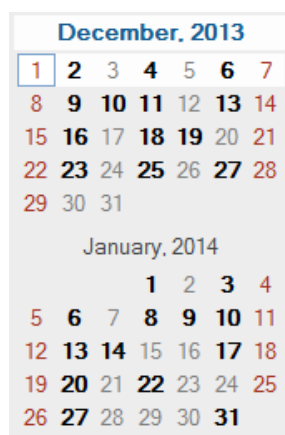 December, 2013
1 2 3 4 5 6 7
8 9 10 11 12 13 14
15 16 17 18 19 20 21
22 23 24 25 26 27 28
29 30 31
January, 2014
1 2 3 4
5 6 7 8 9 10 11
12 13 14 15 16 17 18
19 20 21 22 23 24 25
26 27 28 29 30 31